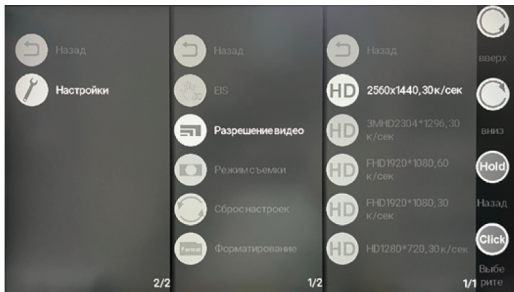 Назад
Настройки
2/2
Назад
EIS
Разрешение видео
Режим съемки
Сброс настроек
Format
Форматирование
1/2
Назад
HD
2560x1440,30к/сек
HD
3MHD2304*1296,30
к/сек
HD
FHD1920*1080,60
к/сек
HD
FHD1920*1080,30
к/сек
HD
HD1280*720,30 к/сек
1/1
вверх
вниз
Hold
Назад
Click
Выбе
рите